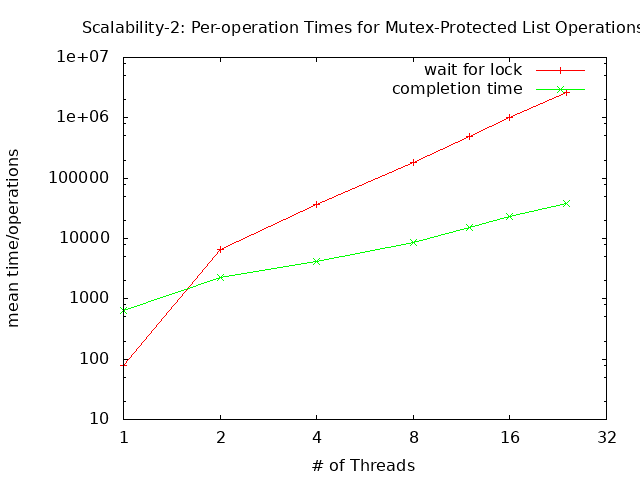 Scalability-2: Per-operation Times for Mutex-Protected List Operations
1e+07
wait for lock
completion time
1e+06
100000
10000
1000
100
10
mean time/operations
1 2 4 8 16 32
# of Threads